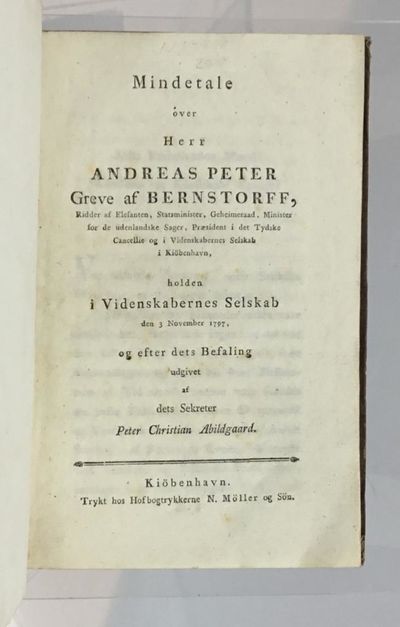 Mindetale
over
Herr
ANDREAS PETER
Greve af BERNSTORFF,
Ridder af Elefanten, Statsminister, Geheimeraad, Minister
for de udenlandske Sager, Præsident i det Tydske
Cancellie og i Videnskabernes Selskab
i Kiöbenhavn,
holden
i Videnskabernes Selskab
den 3 November 1797,
og efter dets Befaling
udgivet
af
dets Sekreter
Peter Christian Abildgaard.
Kiöbenhavn.
Trykt hos Hofbogtrykkerne N. Möller og Sön.